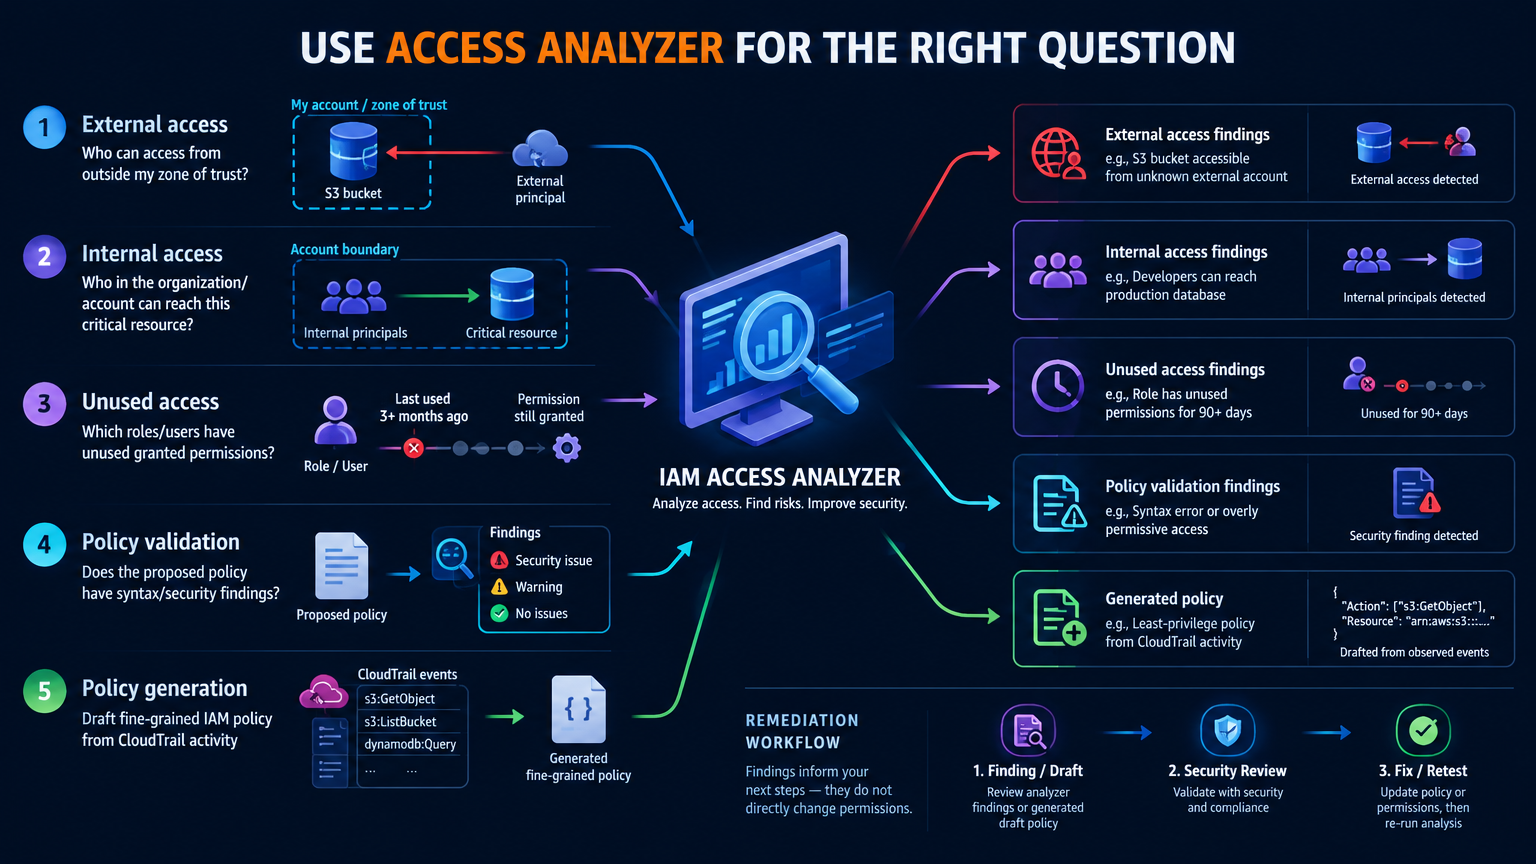 USE ACCESS ANALYZER FOR THE RIGHT QUESTION
1
External access
Who can access from
outside my zone of trust?
My account / zone of trust
S3 bucket
External
principal
2
Internal access
Who in the organization/
account can reach this
critical resource?
Account boundary
Internal principals
Critical resource
3
Unused access
Which roles/users have
unused granted permissions?
Role / User
Last used
3+ months ago
Permission
still granted
4
Policy validation
Does the proposed policy
have syntax/security findings?
Proposed policy
Findings
Security issue
Warning
No issues
5
Policy generation
Draft fine-grained IAM policy
from CloudTrail activity
CloudTrail events
s3:GetObject
s3:ListBucket
dynamodb:Query
... ...
Generated
fine-grained policy
IAM ACCESS ANALYZER
Analyze access. Find risks. Improve security.
External access findings
e.g., S3 bucket accessible
from unknown external account
External access detected
Internal access findings
e.g., Developers can reach
production database
Internal principals detected
Unused access findings
e.g., Role has unused
permissions for 90+ days
Unused for 90+ days
Policy validation findings
e.g., Syntax error or overly
permissive access
Security finding detected
Generated policy
e.g., Least-privilege policy
from CloudTrail activity
{
"Action": ["s3:GetObject"],
"Resource": "arn:aws:s3:::...."
}
Drafted from observed events
REMEDIATION
WORKFLOW
Findings inform your
next steps — they do not
directly change permissions.
1. Finding / Draft
Review analyzer
findings or generated
draft policy
2. Security Review
Validate with security
and compliance
3. Fix / Retest
Update policy or
permissions, then
re-run analysis